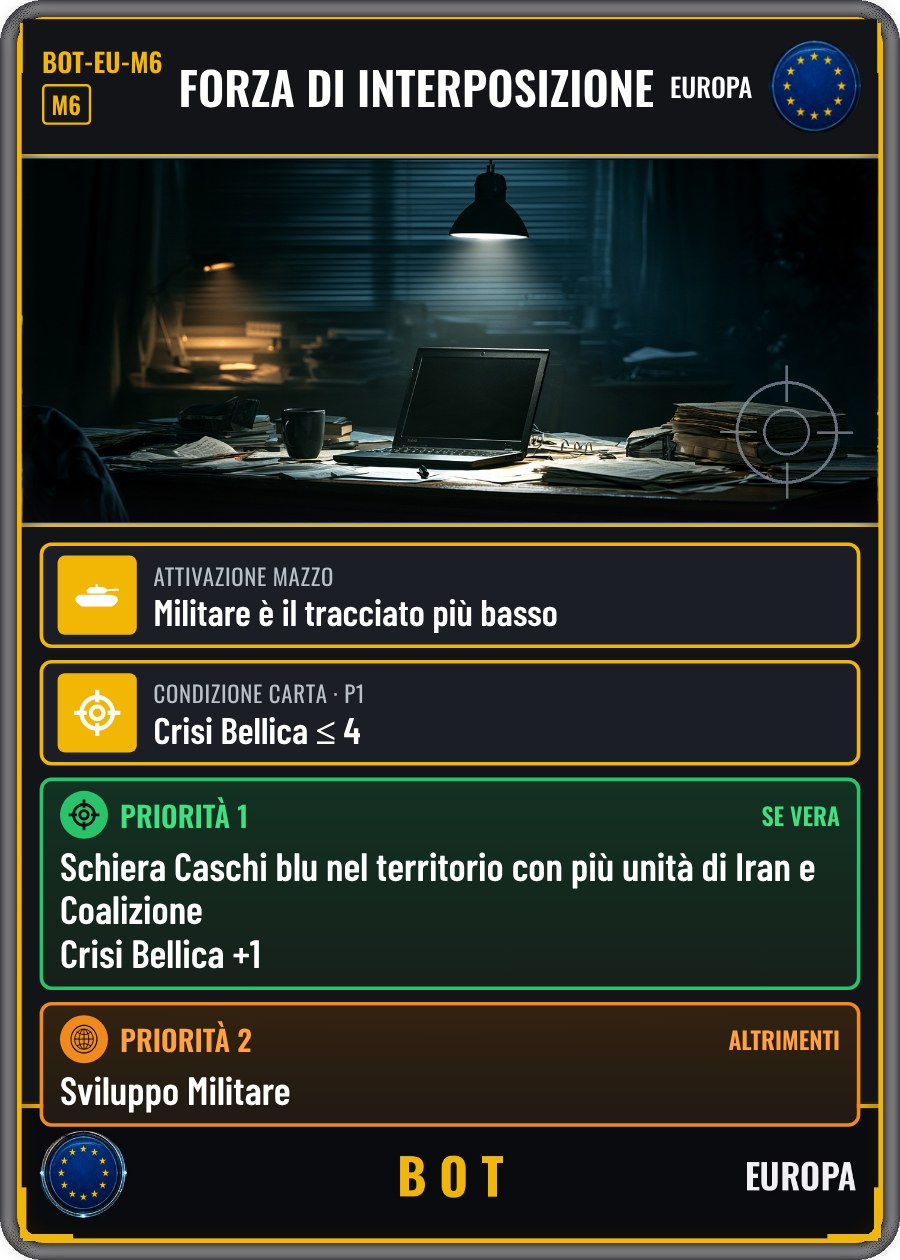 BOT-EU-M6
M6
FORZA DI INTERPOSIZIONE
EUROPA
ATTIVAZIONE MAZZO
Militare è il tracciato più basso
CONDIZIONE CARTA · P1
Crisi Bellica ≤ 4
PRIORITÀ 1
SE VERA
Schiera Caschi blu nel territorio con più unità di Iran e
Coalizione
Crisi Bellica +1
PRIORITÀ 2
ALTRIMENTI
Sviluppo Militare
BOT
EUROPA